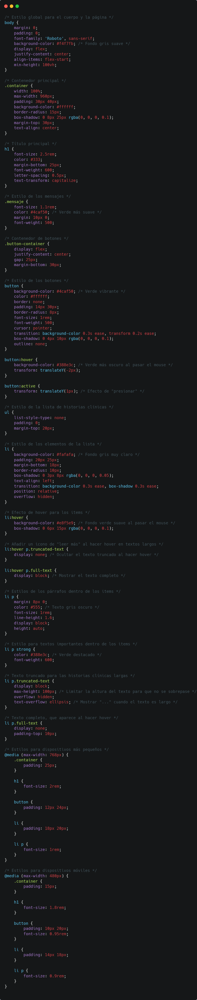 /* Estilo global para el cuerpo y la página */
body {
    margin: 0;
    padding: 0;
    font-family: 'Roboto', sans-serif;
    background-color: #f4f7fb; /* Fondo gris suave */
    display: flex;
    justify-content: center;
    align-items: flex-start;
    min-height: 100vh;
}

/* Contenedor principal */
.container {
    width: 100%;
    max-width: 960px;
    padding: 30px 40px;
    background-color: #ffffff;
    border-radius: 15px;
    box-shadow: 0 8px 25px rgba(0, 0, 0, 0.1);
    margin-top: 30px;
    text-align: center;
}

/* Título principal */
h1 {
    font-size: 2.5rem;
    color: #333;
    margin-bottom: 25px;
    font-weight: 600;
    letter-spacing: 0.5px;
    text-transform: capitalize;
}

/* Estilo de los mensajes */
.mensaje {
    font-size: 1.1rem;
    color: #4caf50; /* Verde más suave */
    margin: 10px 0;
    font-weight: 500;
}

/* Contenedor de botones */
.button-container {
    display: flex;
    justify-content: center;
    gap: 25px;
    margin-bottom: 30px;
}

/* Estilo de los botones */
button {
    background-color: #4caf50; /* Verde vibrante */
    color: #ffffff;
    border: none;
    padding: 14px 30px;
    border-radius: 8px;
    font-size: 1rem;
    font-weight: 500;
    cursor: pointer;
    transition: background-color 0.3s ease, transform 0.2s ease;
    box-shadow: 0 4px 10px rgba(0, 0, 0, 0.1);
    outline: none;
}

button:hover {
    background-color: #388e3c; /* Verde más oscuro al pasar el mouse */
    transform: translateY(-2px);
}

button:active {
    transform: translateY(1px); /* Efecto de "presionar" */
}

/* Estilo de la lista de historias clínicas */
ul {
    list-style-type: none;
    padding: 0;
    margin-top: 20px;
}

/* Estilo de los elementos de la lista */
li {
    background-color: #fafafa; /* Fondo gris muy claro */
    padding: 20px 25px;
    margin-bottom: 18px;
    border-radius: 10px;
    box-shadow: 0 3px 8px rgba(0, 0, 0, 0.05);
    text-align: left;
    transition: background-color 0.3s ease, box-shadow 0.3s ease;
    position: relative;
    overflow: hidden;
}

/* Efecto de hover para los items */
li:hover {
    background-color: #e8f5e9; /* Fondo verde suave al pasar el mouse */
    box-shadow: 0 6px 15px rgba(0, 0, 0, 0.1);
}

/* Añadir un icono de "leer más" al hacer hover en textos largos */
li:hover p.truncated-text {
    display: none; /* Ocultar el texto truncado al hacer hover */
}

li:hover p.full-text {
    display: block; /* Mostrar el texto completo */
}

/* Estilos de los párrafos dentro de los items */
li p {
    margin: 8px 0;
    color: #555; /* Texto gris oscuro */
    font-size: 1rem;
    line-height: 1.6;
    display: block;
    height: auto;
}

/* Estilo para textos importantes dentro de los items */
li p strong {
    color: #388e3c; /* Verde destacado */
    font-weight: 600;
}

/* Texto truncado para las historias clínicas largas */
li p.truncated-text {
    display: block;
    max-height: 100px; /* Limitar la altura del texto para que no se sobrepase */
    overflow: hidden;
    text-overflow: ellipsis; /* Mostrar "..." cuando el texto es largo */
}

/* Texto completo, que aparece al hacer hover */
li p.full-text {
    display: none;
    padding-top: 10px;
}

/* Estilos para dispositivos más pequeños */
@media (max-width: 768px) {
    .container {
        padding: 25px;
    }

    h1 {
        font-size: 2rem;
    }

    button {
        padding: 12px 24px;
    }

    li {
        padding: 18px 20px;
    }

    li p {
        font-size: 1rem;
    }
}

/* Estilos para dispositivos móviles */
@media (max-width: 480px) {
    .container {
        padding: 15px;
    }

    h1 {
        font-size: 1.8rem;
    }

    button {
        padding: 10px 20px;
        font-size: 0.95rem;
    }

    li {
        padding: 14px 18px;
    }

    li p {
        font-size: 0.9rem;
    }
}